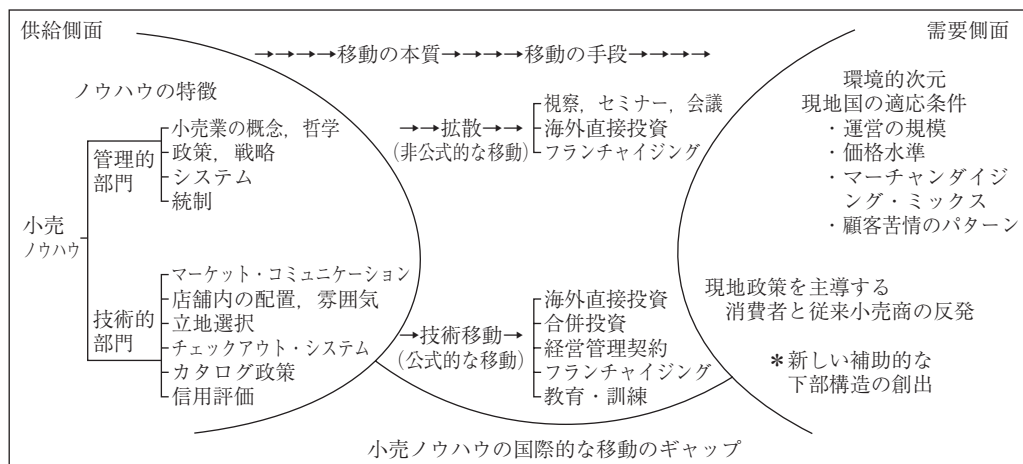 供給側面
需要側面
→→→→移動の本質→→→→移動の手段→→→→
ノウハウの特徴
小売
ノウハウ
管理的
部門
小売業の概念，哲学
政策，戦略
システム
統制
技術的
部門
マーケット・コミュニケーション
店舗内の配置，雰囲気
立地選択
チェックアウト・システム
カタログ政策
信用評価
→→拡散→→
(非公式的な移動)
視察，セミナー，会議
海外直接投資
フランチャイジング
→技術移動→
(公式的な移動)
海外直接投資
合併投資
経営管理契約
フランチャイジング
教育・訓練
環境的次元
現地国の適応条件
・運営の規模
・価格水準
・マーチャンダイジ
ング・ミックス
・顧客苦情のパターン
現地政策を主導する
消費者と従来小売商の反発
＊新しい補助的な
下部構造の創出
小売ノウハウの国際的な移動のギャップ